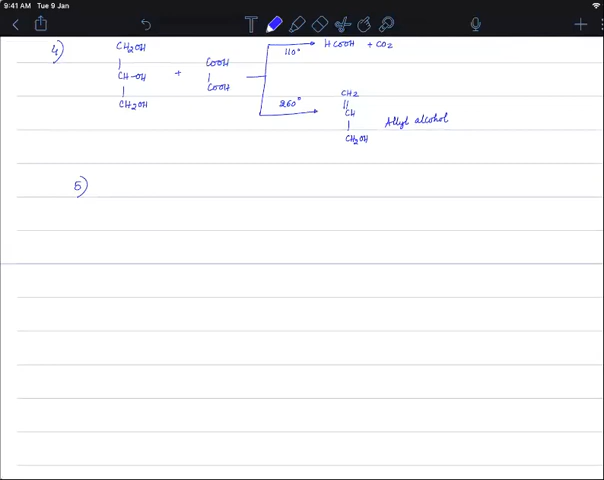 9:41 AM Tue 9 Jan
4)
CH2OH
|
CH-OH
|
CH2OH
+
COOH
|
COOH
110°
HCOOH + CO2
260°
CH2
||
CH
|
CH2OH
Allyl alcohol
5)